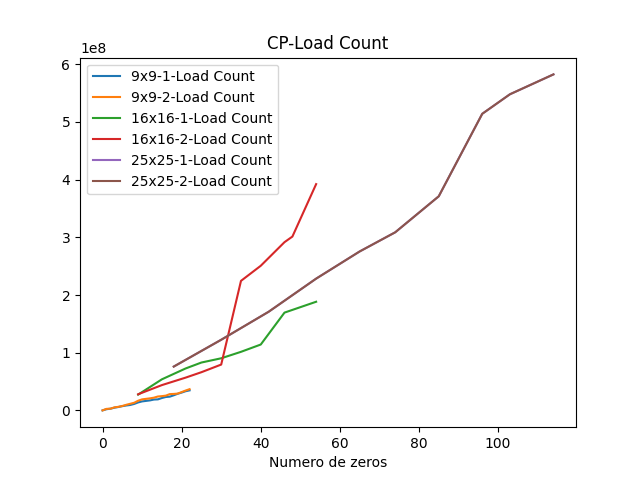 CP-Load Count
1e8
6
5
4
3
2
1
0
9x9-1-Load Count
9x9-2-Load Count
16x16-1-Load Count
16x16-2-Load Count
25x25-1-Load Count
25x25-2-Load Count
0 20 40 60 80 100
Numero de zeros